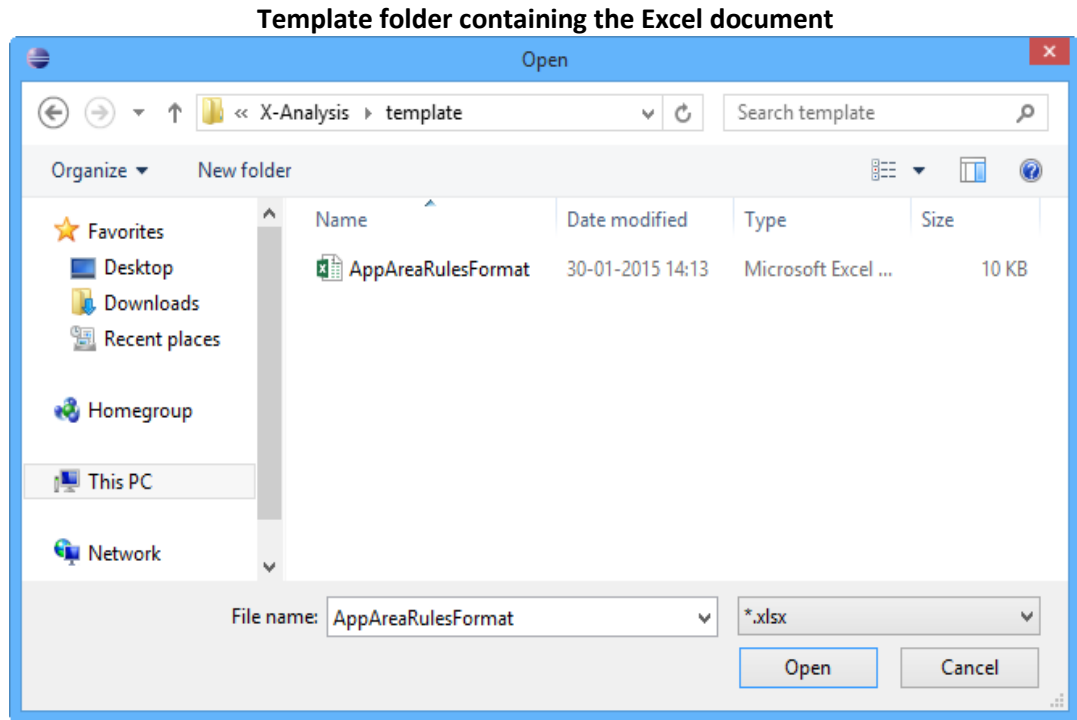 Template folder containing the Excel document
Open
« X-Analysis template
Search template
Organize
New folder
Name Date modified Type Size
Favorites
Desktop
Downloads
Recent places
Homegroup
This PC
Network
AppAreaRulesFormat 30-01-2015 14:13 Microsoft Excel ... 10 KB
File name: AppAreaRulesFormat *.xlsx
Open Cancel